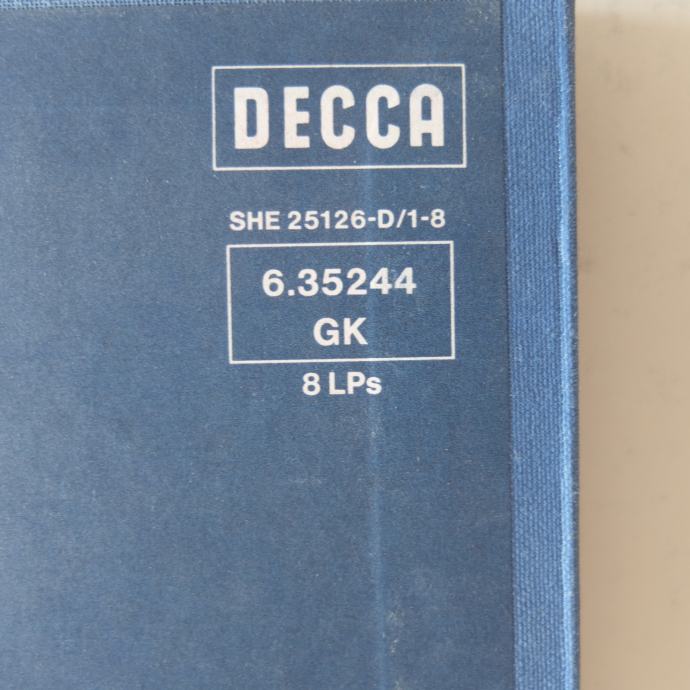 DECCA
SHE 25126-D/1-8
6.35244
GK
8 LPs